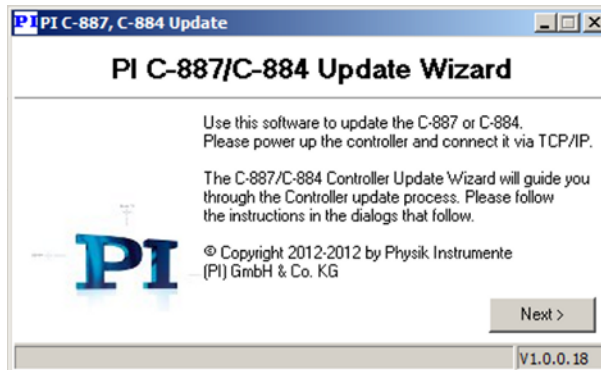 PI PI C-887, C-884 Update
PI C-887/C-884 Update Wizard
Use this software to update the C-887 or C-884.
Please power up the controller and connect it via TCP/IP.
The C-887/C-884 Controller Update Wizard will guide you
through the Controller update process. Please follow
the instructions in the dialogs that follow.
© Copyright 2012-2012 by Physik Instrumente
(PI) GmbH & Co. KG
PI
Next >
V1.0.0.18